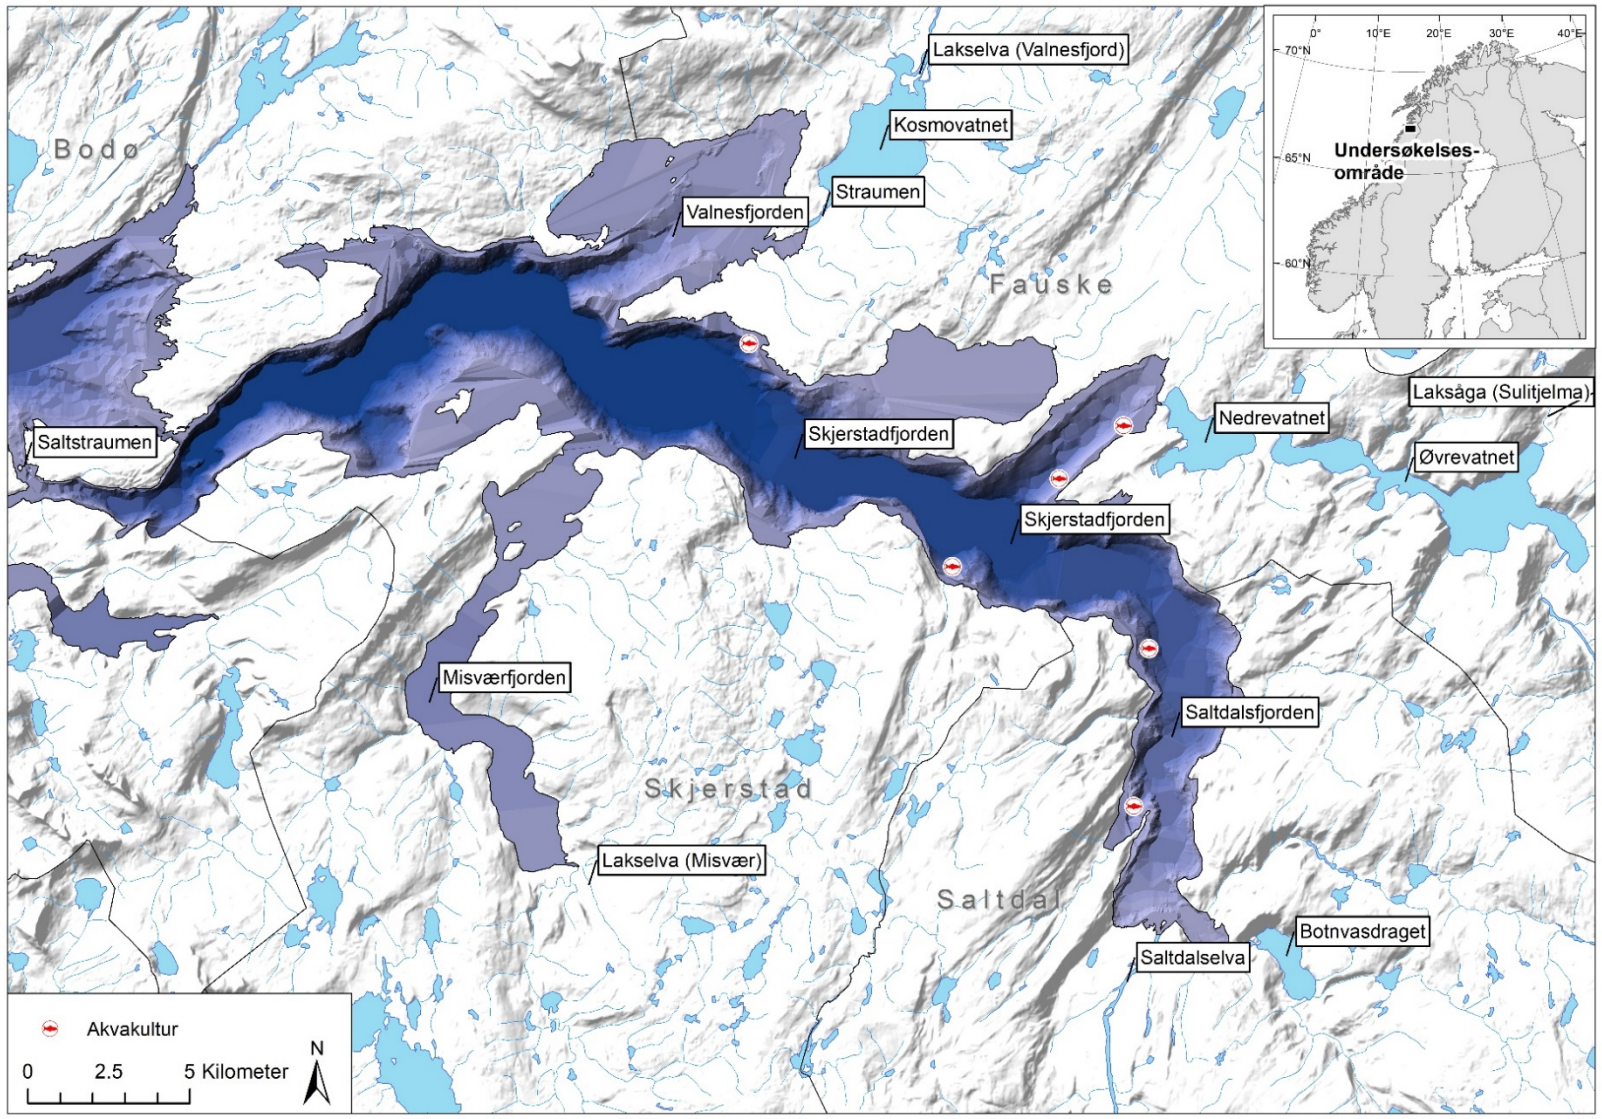 Lakselva (Valnesfjord)
Kosmovatnet
Bodø
Straumen
Valnesfjorden
Fauske
0° 10°E 20°E 30°E 40°E
70°N
65°N
60°N
Undersøkelses-
område
Laksåga (Sulitjelma)
Nedrevatnet
Saltstraumen
Skjerstadfjorden
Øvrevatnet
Skjerstadfjorden
Misværfjorden
Saltdalsfjorden
Skjerstad
Lakselva (Misvær)
Saltdal
Botnvasdraget
Saltdalselva
Akvakultur
N
0 2.5 5 Kilometer